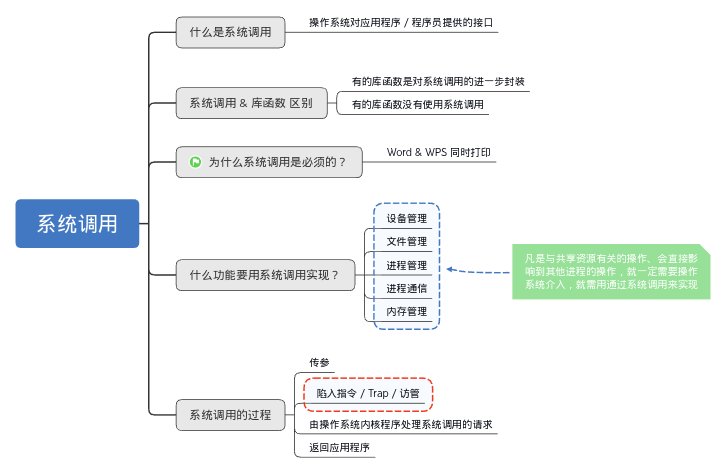 什么是系统调用
操作系统对应用程序 / 程序员提供的接口
系统调用 & 库函数 区别
有的库函数是对系统调用的进一步封装
有的库函数没有使用系统调用
为什么系统调用是必须的？
Word & WPS 同时打印
系统调用
什么功能要用系统调用实现？
设备管理
文件管理
进程管理
进程通信
内存管理
凡是与共享资源有关的操作、会直接影
响到其他进程的操作，就一定需要操作
系统介入，就需用通过系统调用来实现
系统调用的过程
传参
陷入指令 / Trap / 访管
由操作系统内核程序处理系统调用的请求
返回应用程序